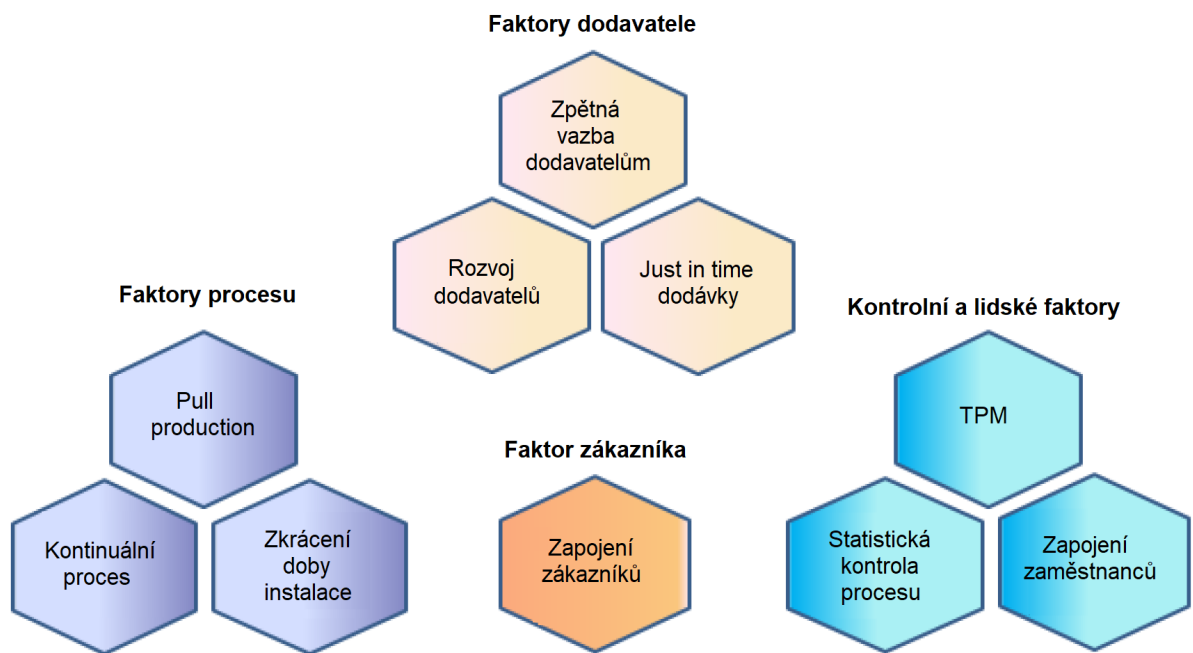 Faktory dodavatele
Zpětná
vazba
dodavatelům
Rozvoj
dodavatelů
Just in time
dodávky
Faktory procesu
Pull
production
Kontinuální
proces
Zkrácení
doby
instalace
Faktor zákazníka
Zapojení
zákazníků
Kontrolní a lidské faktory
TPM
Statistická
kontrola
procesu
Zapojení
zaměstnanců